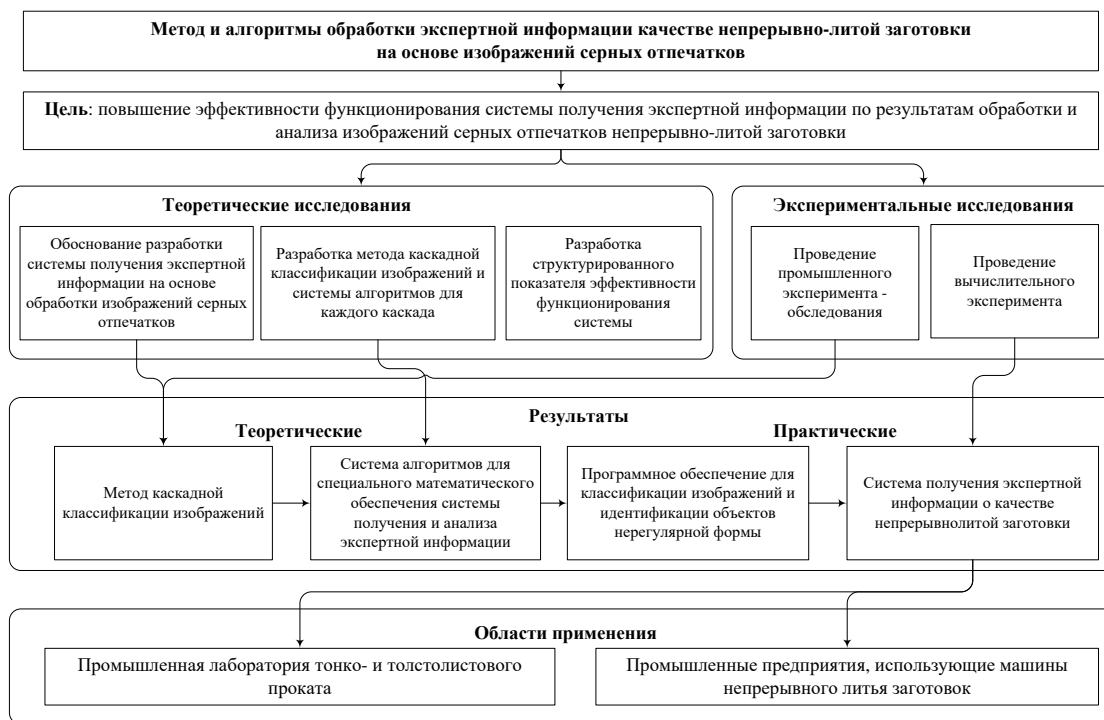 Метод и алгоритмы обработки экспертной информации качестве непрерывно-литой заготовки
на основе изображений серных отпечатков
Цель: повышение эффективности функционирования системы получения экспертной информации по результатам обработки и
анализа изображений серных отпечатков непрерывно-литой заготовки
Теоретические исследования
Обоснование разработки
системы получения экспертной
информации на основе
обработки изображений серных
отпечатков
Разработка метода каскадной
классификации изображений и
системы алгоритмов для
каждого каскада
Разработка
структурированного
показателя эффективности
функционирования
системы
Экспериментальные исследования
Проведение
промышленного
эксперимента -
обследования
Проведение
вычислительного
эксперимента
Результаты
Теоретические
Практические
Метод каскадной
классификации изображений
Система алгоритмов для
специального математического
обеспечения системы
получения и анализа
экспертной информации
Программное обеспечение для
классификации изображений и
идентификации объектов
нерегулярной формы
Система получения экспертной
информации о качестве
непрерывнолитой заготовки
Области применения
Промышленная лаборатория тонко- и толстолистового
проката
Промышленные предприятия, использующие машины
непрерывного литья заготовок